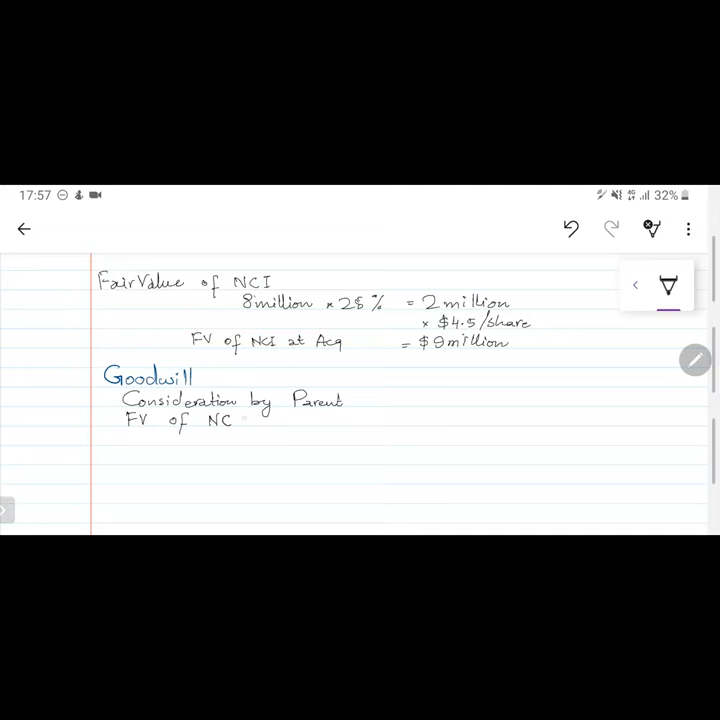 17:57 4G 32%
Fair Value of NCI
8 million × 25 % = 2 million
× $4.5/share
FV of NCI at Acq = $9 million
Goodwill
Consideration by Parent
FV of NC